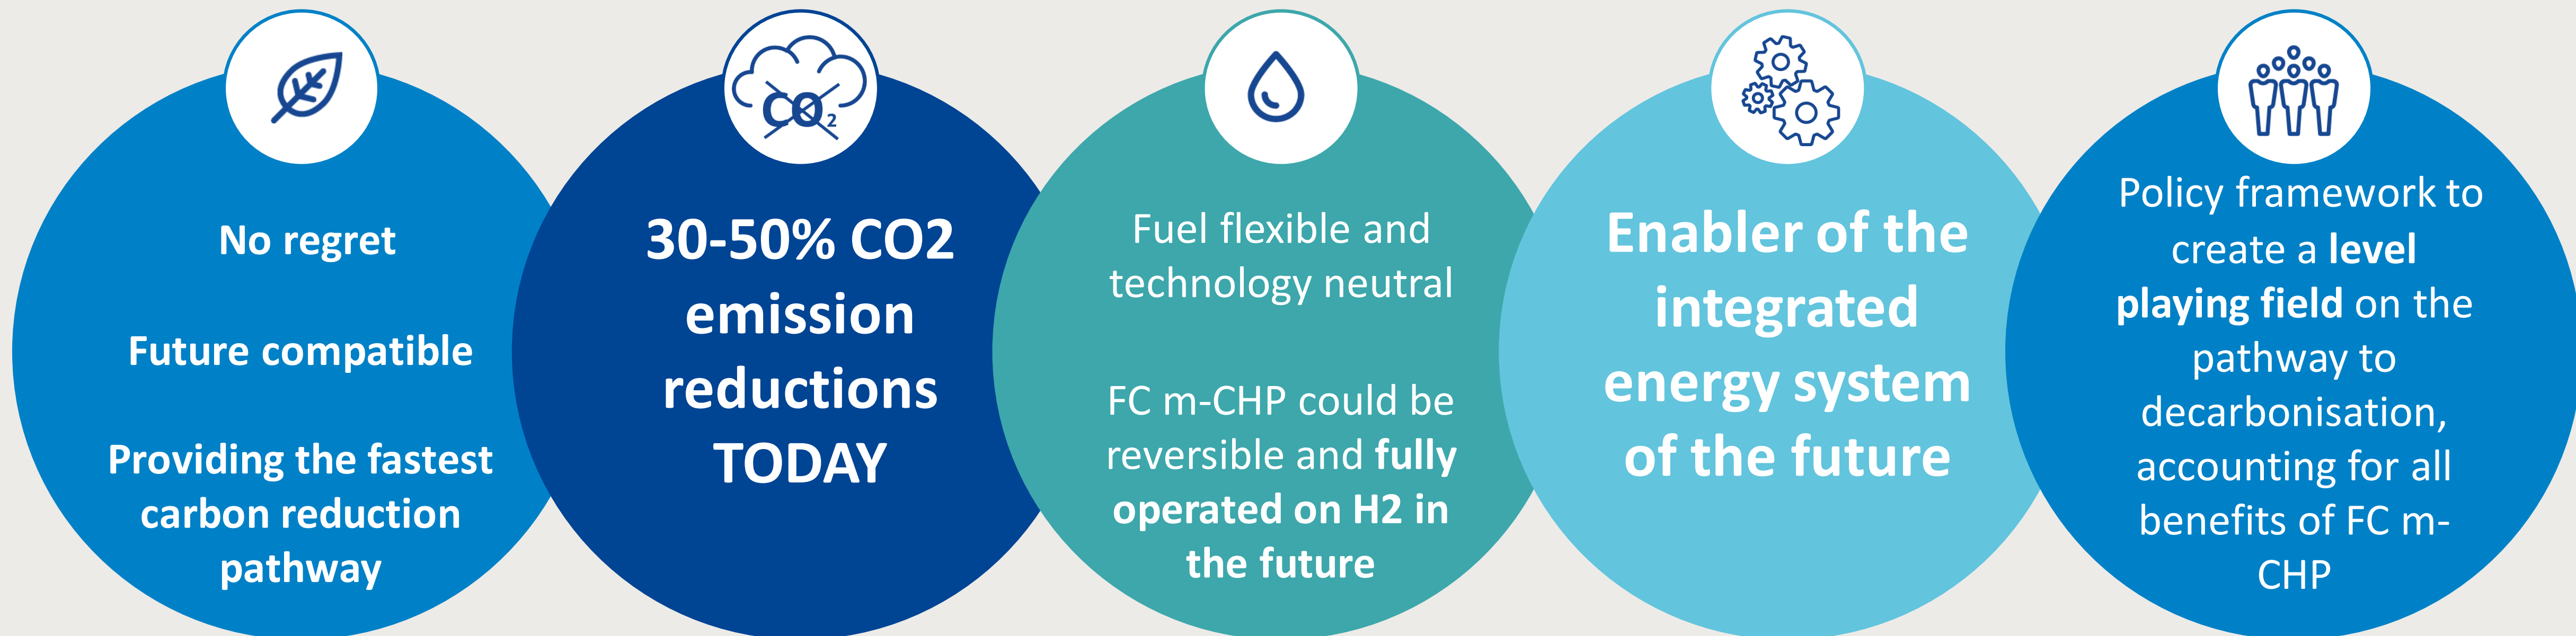 No regret
Future compatible
Providing the fastest
carbon reduction
pathway
CO2
30-50% CO2
emission
reductions
TODAY
Fuel flexible and
technology neutral
FC m-CHP could be
reversible and fully
operated on H2 in
the future
Enabler of the
integrated
energy system
of the future
Policy framework to
create a level
playing field on the
pathway to
decarbonisation,
accounting for all
benefits of FC m-
CHP